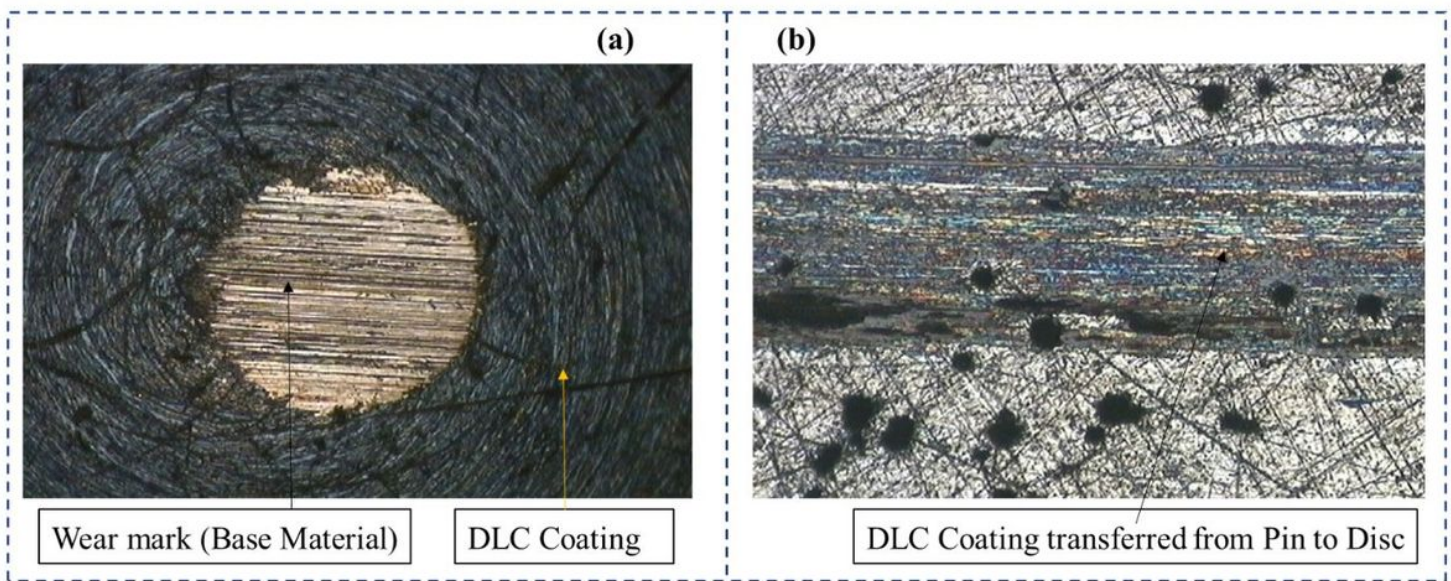 (a)
(b)
Wear mark (Base Material)
DLC Coating
DLC Coating transferred from Pin to Disc